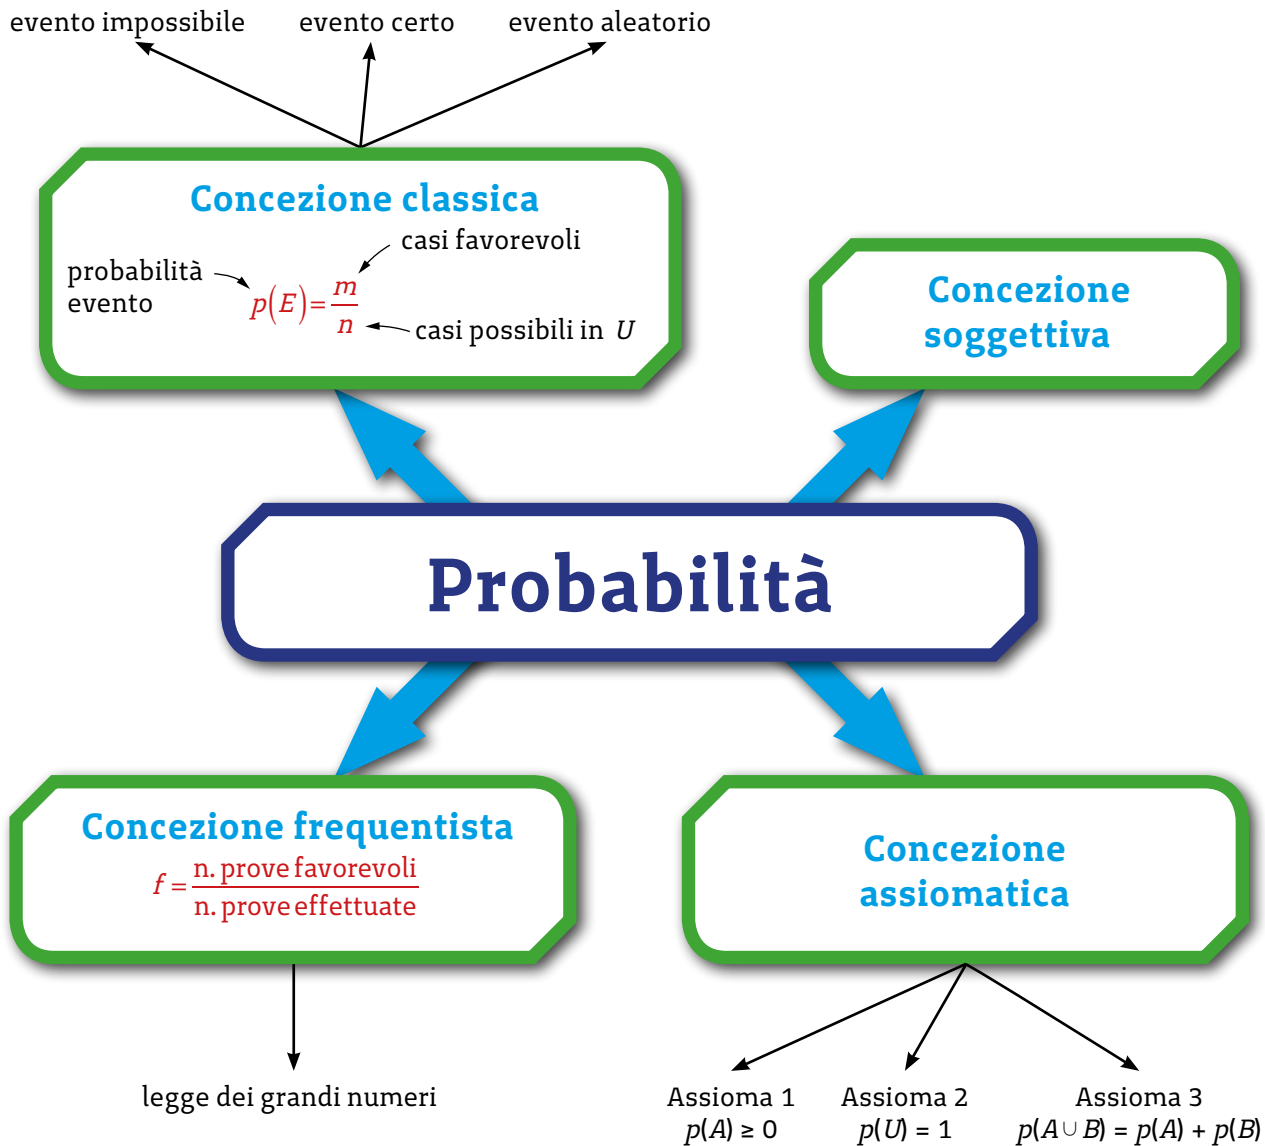 evento impossibile evento certo evento aleatorio
Concezione classica
casi favorevoli
probabilità
evento
p(E) = m/n
casi possibili in U
Concezione
soggettiva
Probabilità
Concezione frequentista
f = n. prove favorevoli
n. prove effettuate
Concezione
assiomatica
legge dei grandi numeri
Assioma 1 Assioma 2 Assioma 3
p(A) ≥ 0 p(U) = 1 p(A ∪ B) = p(A) + p(B)